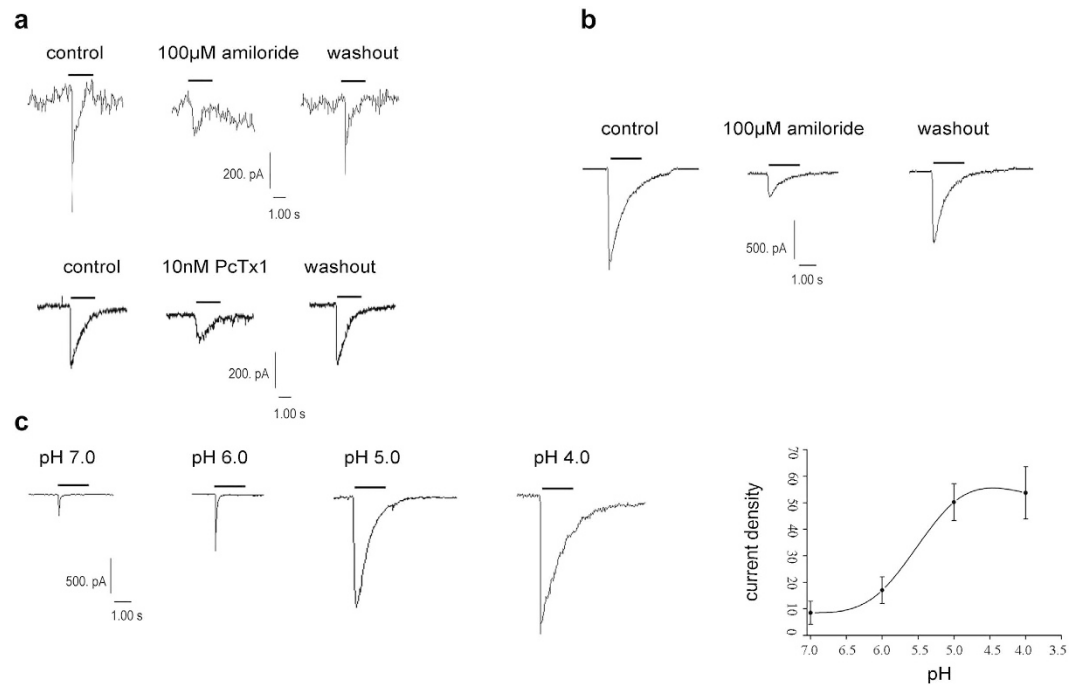 a
control 100µM amiloride washout
200. pA
1.00 s
control 10nM PcTx1 washout
200. pA
1.00 s
b
control 100µM amiloride washout
500. pA
1.00 s
c
pH 7.0 pH 6.0 pH 5.0 pH 4.0
500. pA
1.00 s
current density
70
60
50
40
30
20
10
0
7.0 6.5 6.0 5.5 5.0 4.5 4.0 3.5
pH